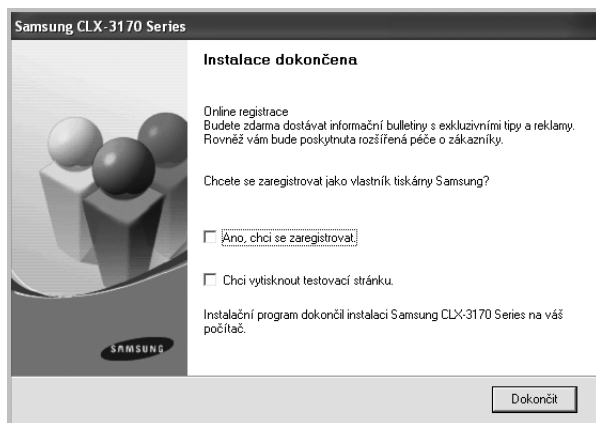 Samsung CLX-3170 Series
Instalace dokončena
Online registrace
Budete zdarma dostávat informační bulletiny s exkluzivními tipy a reklamy.
Rovněž vám bude poskytnuta rozšířená péče o zákazníky.
Chcete se zaregistrovat jako vlastník tiskárny Samsung?
Ano, chci se zaregistrovat.
Chci vytisknout testovací stránku.
Instalační program dokončil instalaci Samsung CLX-3170 Series na váš
počítač.
SAMSUNG
Dokončit